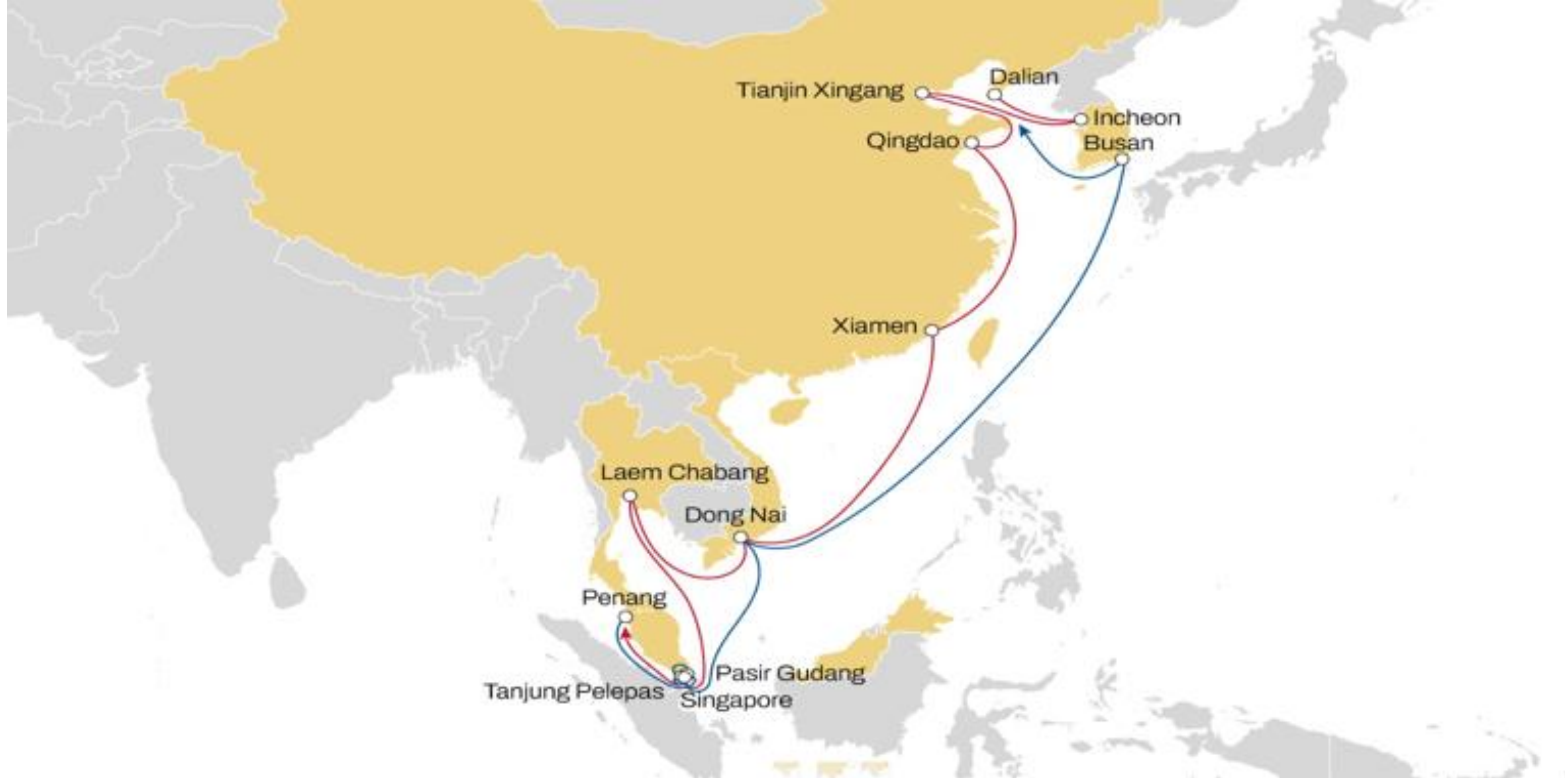 Dalian
Tianjin Xingang
Incheon
Qingdao
Busan
Xiamen
Laem Chabang
Dong Nai
Penang
Pasir Gudang
Tanjung Pelepas
Singapore